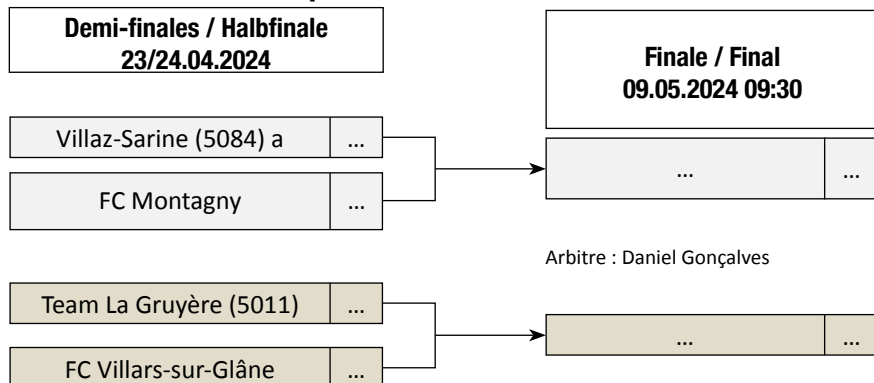 Demi-finales / Halbfinale
23/24.04.2024
Finale / Final
09.05.2024 09:30
Villaz-Sarine (5084) a ...
FC Montagny ...
... ...
Arbitre : Daniel Gonçalves
Team La Gruyère (5011) ...
FC Villars-sur-Glâne ...
... ...